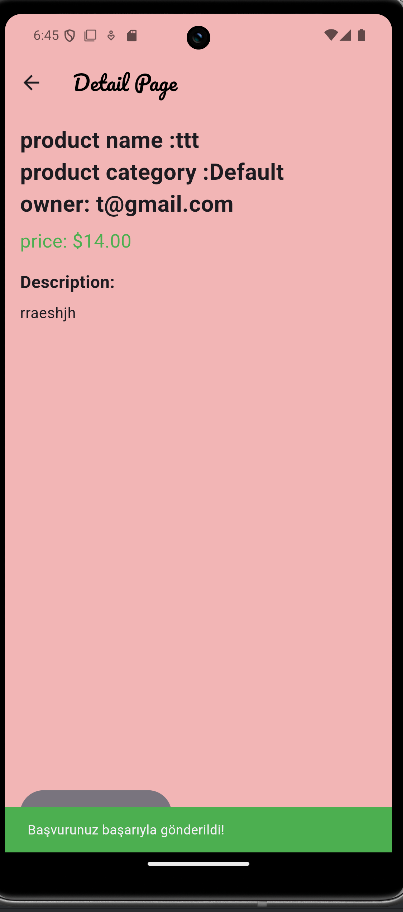 6:45
Detail Page
product name :ttt
product category :Default
owner: t@gmail.com
price: $14.00
Description:
rraeshjh
Başvurunuz başarıyla gönderildi!